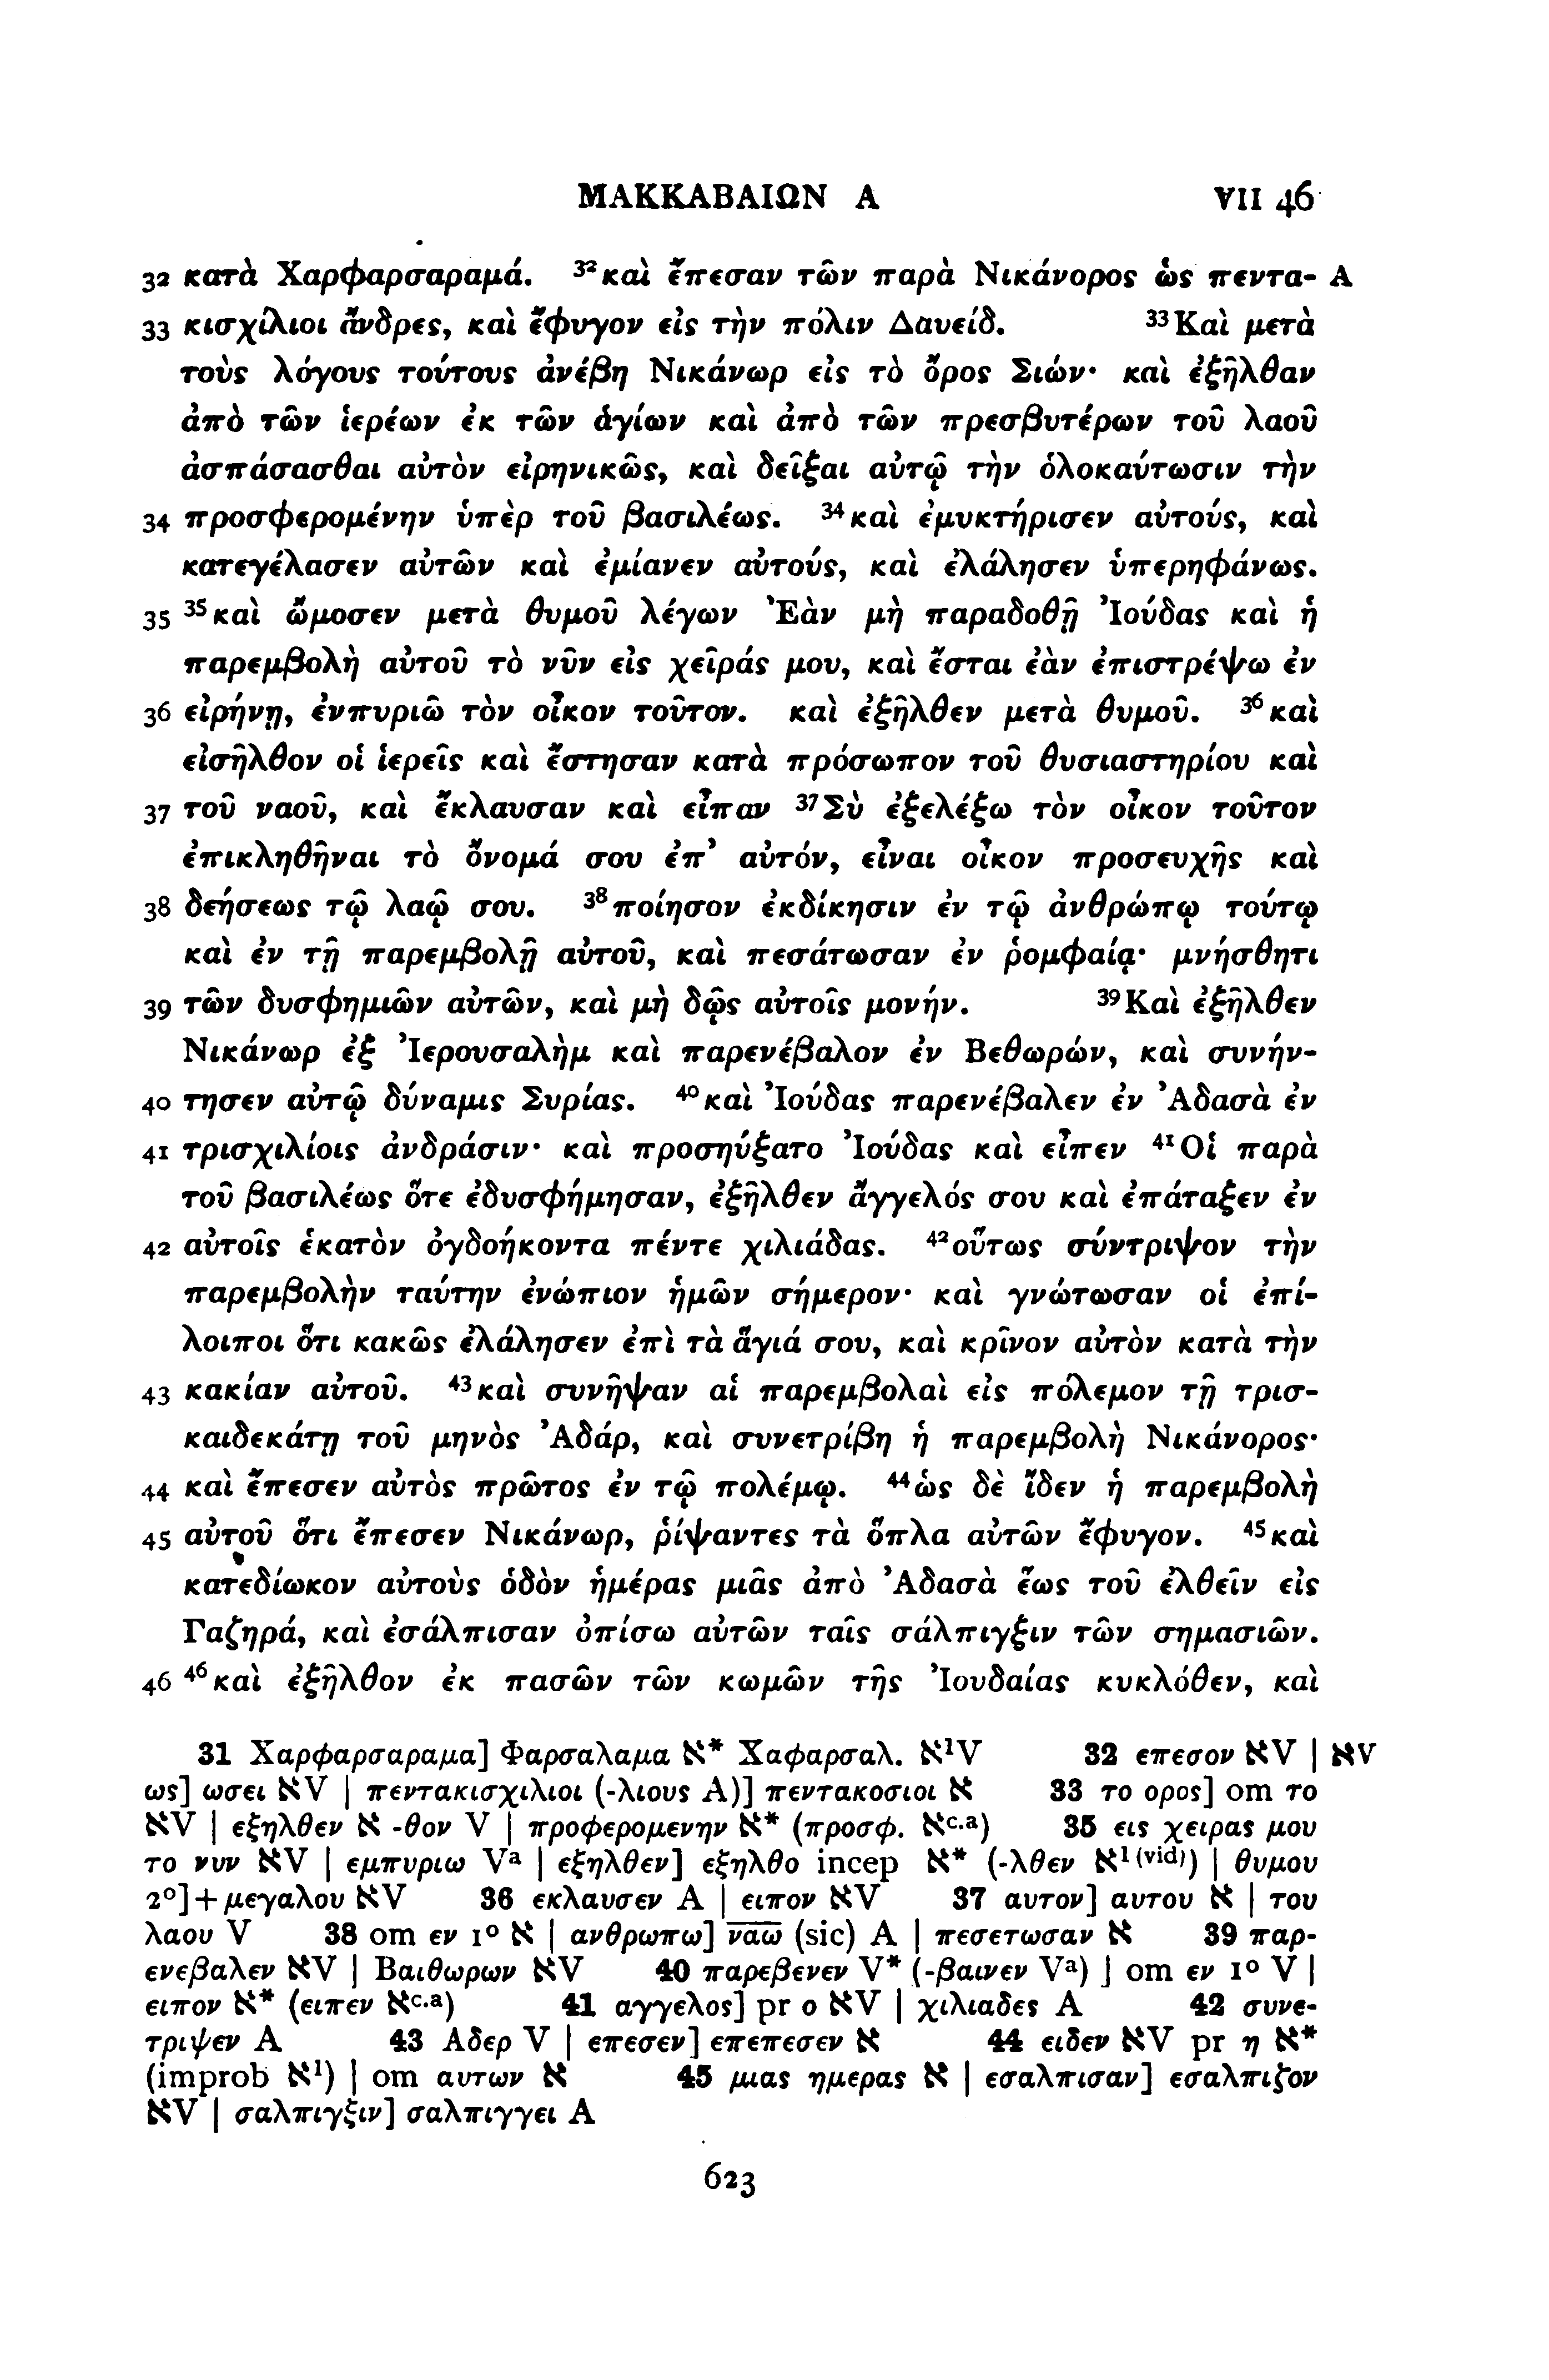 ΜΑΚΚΑΒΑΙΩΝ Α VII 46
32 κατὰ Χαρφαρσαραμά. ³²καὶ ἔπεσαν τῶν παρὰ Νικάνορος ὡς πεντα- A
33 κισχίλιοι ἄνδρες, καὶ ἔφυγον εἰς τὴν πόλιν Δαυείδ. ³³Καὶ μετὰ
τοὺς λόγους τούτους ἀνέβη Νικάνωρ εἰς τὸ ὄρος Σιών· καὶ ἐξῆλθαν
ἀπὸ τῶν ἱερέων ἐκ τῶν ἁγίων καὶ ἀπὸ τῶν πρεσβυτέρων τοῦ λαοῦ
ἀσπάσασθαι αὐτὸν εἰρηνικῶς, καὶ δεῖξαι αὐτῷ τὴν ὁλοκαύτωσιν τὴν
34 προσφερομένην ὑπὲρ τοῦ βασιλέως. ³⁴καὶ ἐμυκτήρισεν αὐτούς, καὶ
κατεγέλασεν αὐτῶν καὶ ἐμίανεν αὐτούς, καὶ ἐλάλησεν ὑπερηφάνως.
35 ³⁵καὶ ὤμοσεν μετὰ θυμοῦ λέγων Ἐὰν μὴ παραδοθῇ Ἰούδας καὶ ἡ
παρεμβολὴ αὐτοῦ τὸ νῦν εἰς χεῖράς μου, καὶ ἔσται ἐὰν ἐπιστρέψω ἐν
36 εἰρήνῃ, ἐνπυριῶ τὸν οἶκον τοῦτον. καὶ ἐξῆλθεν μετὰ θυμοῦ. ³⁶καὶ
εἰσῆλθον οἱ ἱερεῖς καὶ ἔστησαν κατὰ πρόσωπον τοῦ θυσιαστηρίου καὶ
37 τοῦ ναοῦ, καὶ ἔκλαυσαν καὶ εἶπαν ³⁷Σὺ ἐξελέξω τὸν οἶκον τοῦτον
ἐπικληθῆναι τὸ ὄνομά σου ἐπ’ αὐτόν, εἶναι οἶκον προσευχῆς καὶ
38 δεήσεως τῷ λαῷ σου. ³⁸ποίησον ἐκδίκησιν ἐν τῷ ἀνθρώπῳ τούτῳ
καὶ ἐν τῇ παρεμβολῇ αὐτοῦ, καὶ πεσάτωσαν ἐν ῥομφαίᾳ· μνήσθητι
39 τῶν δυσφημιῶν αὐτῶν, καὶ μὴ δῷς αὐτοῖς μονήν. ³⁹Καὶ ἐξῆλθεν
Νικάνωρ ἐξ Ἰερουσαλὴμ καὶ παρενέβαλον ἐν Βεθωρών, καὶ συνήν-
40 τησεν αὐτῷ δύναμις Συρίας. ⁴⁰καὶ Ἰούδας παρενέβαλεν ἐν Ἀδασὰ ἐν
41 τρισχιλίοις ἀνδράσιν· καὶ προσηύξατο Ἰούδας καὶ εἶπεν ⁴¹Οἱ παρὰ
τοῦ βασιλέως ὅτε ἐδυσφήμησαν, ἐξῆλθεν ἄγγελός σου καὶ ἐπάταξεν ἐν
42 αὐτοῖς ἑκατὸν ὀγδοήκοντα πέντε χιλιάδας. ⁴²οὕτως σύντριψον τὴν
παρεμβολὴν ταύτην ἐνώπιον ἡμῶν σήμερον· καὶ γνώτωσαν οἱ ἐπί-
λοιποι ὅτι κακῶς ἐλάλησεν ἐπὶ τὰ ἅγιά σου, καὶ κρῖνον αὐτὸν κατὰ τὴν
43 κακίαν αὐτοῦ. ⁴³καὶ συνῆψαν αἱ παρεμβολαὶ εἰς πόλεμον τῇ τρισ-
καιδεκάτῃ τοῦ μηνὸς Ἀδάρ, καὶ συνετρίβη ἡ παρεμβολὴ Νικάνορος·
44 καὶ ἔπεσεν αὐτὸς πρῶτος ἐν τῷ πολέμῳ. ⁴⁴ὡς δὲ ἴδεν ἡ παρεμβολὴ
45 αὐτοῦ ὅτι ἔπεσεν Νικάνωρ, ῥίψαντες τὰ ὅπλα αὐτῶν ἔφυγον. ⁴⁵καὶ
κατεδίωκον αὐτοὺς ὁδὸν ἡμέρας μιᾶς ἀπὸ Ἀδασὰ ἕως τοῦ ἐλθεῖν εἰς
Γαζηρά, καὶ ἐσάλπισαν ὀπίσω αὐτῶν ταῖς σάλπιγξιν τῶν σημασιῶν.
46 ⁴⁶καὶ ἐξῆλθον ἐκ πασῶν τῶν κωμῶν τῆς Ἰουδαίας κυκλόθεν, καὶ
31 Χαρφαρσαραμα] Φαρσαλαμα ℵ* Χαφαρσαλ. ℵ¹V 32 επεσον ℵV | ℵV
ως] ωσει ℵV | πεντακισχιλιοι (-λιους A)] πεντακοσιοι ℵ 33 το ορος] om το
ℵV | εξηλθεν ℵ -θον V | προφερομενην ℵ* (προσφ. ℵc.a) 35 εις χειρας μου
το νυν ℵV | εμπυριω Vᵃ | εξηλθεν] εξηλθο incep ℵ* (-λθεν ℵ¹(vid)) | θυμου
2°]+μεγαλου ℵV 36 εκλαυσεν A | ειπον ℵV 37 αυτον] αυτου ℵ | του
λαου V 38 om εν 1° ℵ | ανθρωπω] ν̅α̅ω̅ (sic) A | πεσετωσαν ℵ 39 παρ-
ενεβαλεν ℵV | Βαιθωρων ℵV 40 παρεβενεν V* (-βαινεν Vᵃ) | om εν 1° V |
ειπον ℵ* (ειπεν ℵc.a) 41 αγγελος] pr ο ℵV | χιλιαδες A 42 συνε-
τριψεν A 43 Αδερ V | επεσεν] επεπεσεν ℵ 44 ειδεν ℵV pr η ℵ*
(improb ℵ¹) | om αυτων ℵ 45 μιας ημερας ℵ | εσαλπισαν] εσαλπιζον
ℵV | σαλπιγξιν] σαλπιγγει A
623